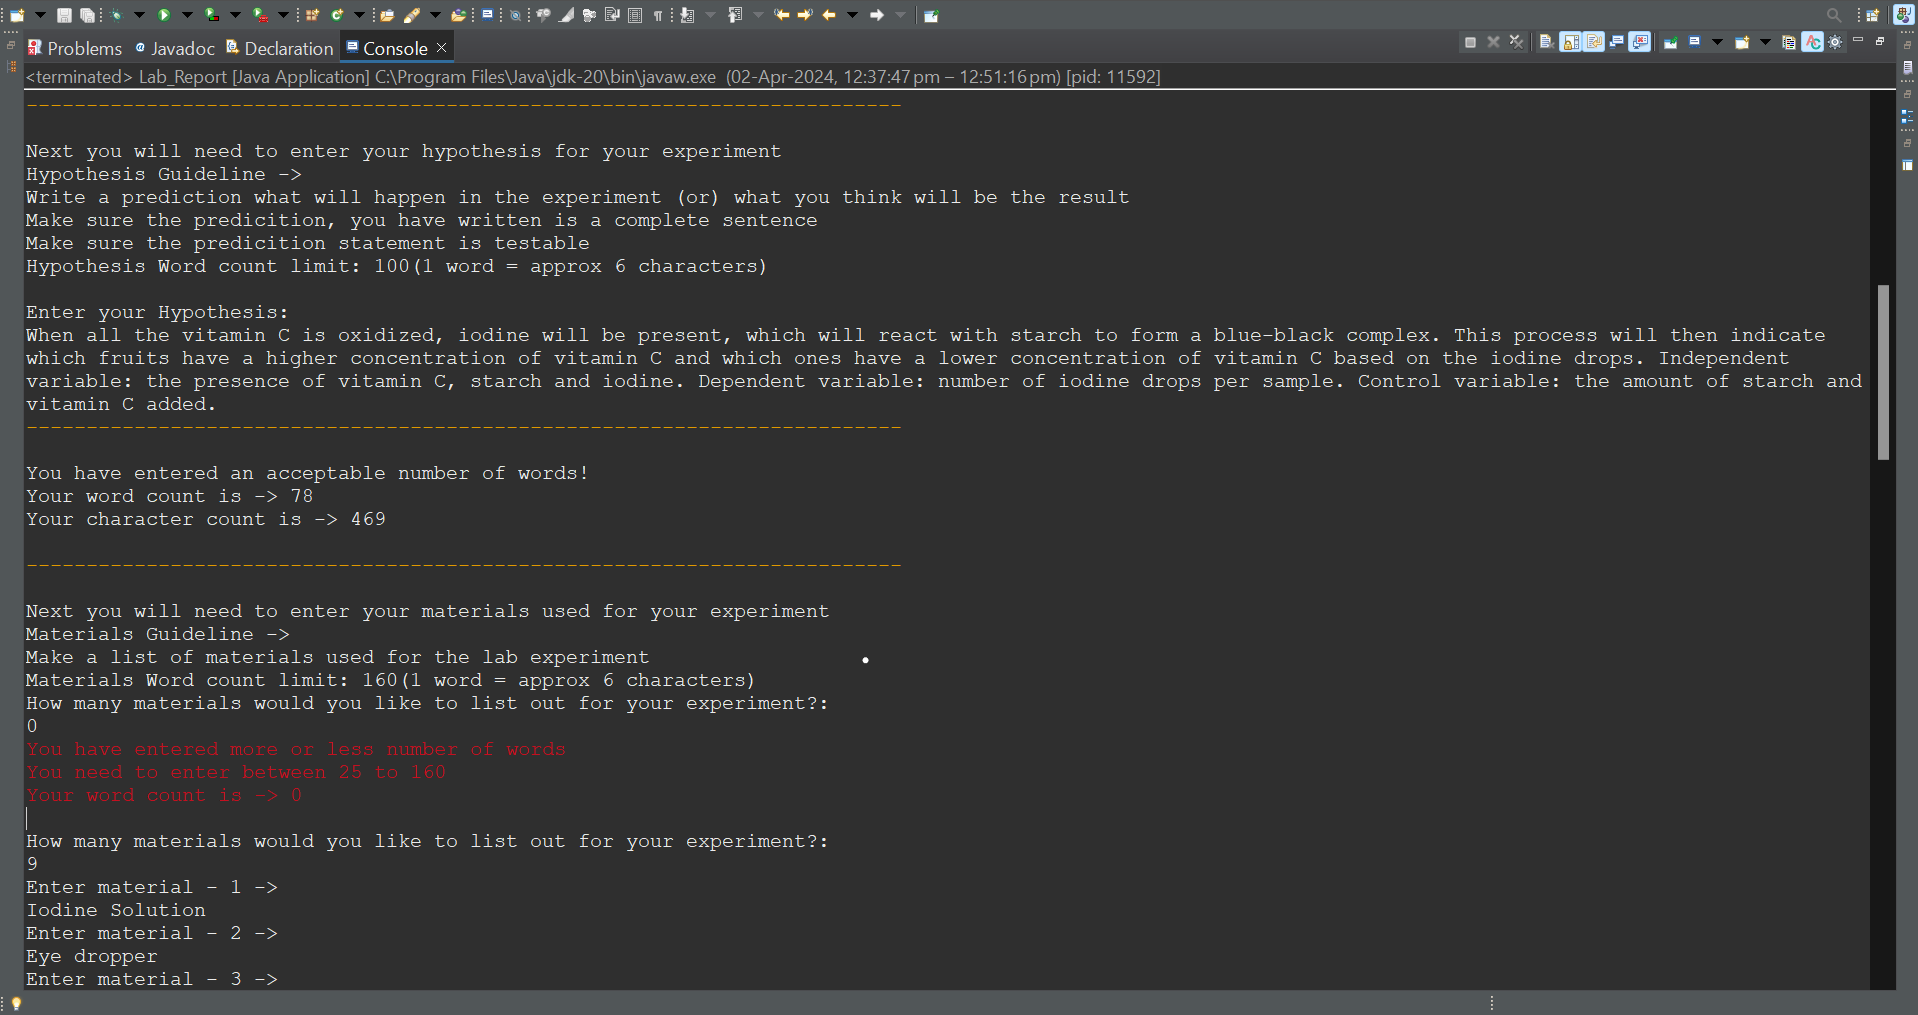 Problems Javadoc Declaration Console
<terminated> Lab_Report [Java Application] C:\Program Files\Java\jdk-20\bin\javaw.exe (02-Apr-2024, 12:37:47 pm – 12:51:16 pm) [pid: 11592]
-------------------------------------------------------------------------
Next you will need to enter your hypothesis for your experiment
Hypothesis Guideline ->
Write a prediction what will happen in the experiment (or) what you think will be the result
Make sure the predicition, you have written is a complete sentence
Make sure the predicition statement is testable
Hypothesis Word count limit: 100(1 word = approx 6 characters)
Enter your Hypothesis:
When all the vitamin C is oxidized, iodine will be present, which will react with starch to form a blue-black complex. This process will then indicate
which fruits have a higher concentration of vitamin C and which ones have a lower concentration of vitamin C based on the iodine drops. Independent
variable: the presence of vitamin C, starch and iodine. Dependent variable: number of iodine drops per sample. Control variable: the amount of starch and
vitamin C added.
-------------------------------------------------------------------------
You have entered an acceptable number of words!
Your word count is -> 78
Your character count is -> 469
-------------------------------------------------------------------------
Next you will need to enter your materials used for your experiment
Materials Guideline ->
Make a list of materials used for the lab experiment
Materials Word count limit: 160(1 word = approx 6 characters)
How many materials would you like to list out for your experiment?:
0
You have entered more or less number of words
You need to enter between 25 to 160
Your word count is -> 0
How many materials would you like to list out for your experiment?:
9
Enter material - 1 ->
Iodine Solution
Enter material - 2 ->
Eye dropper
Enter material - 3 ->